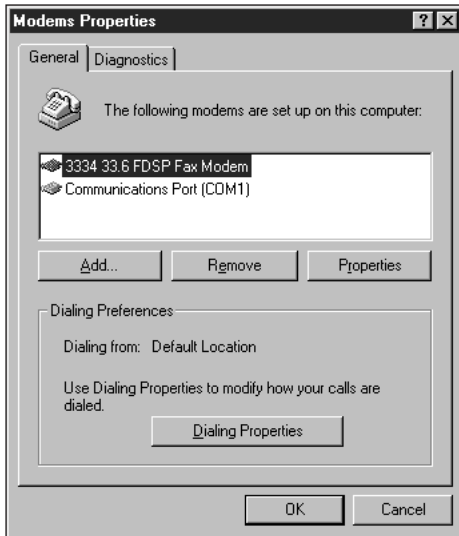 Modems Properties
General
Diagnostics
The following modems are set up on this computer:
3334 33.6 FDSP Fax Modem
Communications Port (COM1)
Add...
Remove
Properties
Dialing Preferences
Dialing from: Default Location
Use Dialing Properties to modify how your calls are
dialed.
Dialing Properties
OK
Cancel